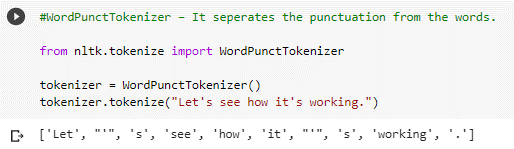 #WordPunctTokenizer – It seperates the punctuation from the words.
from nltk.tokenize import WordPunctTokenizer
tokenizer = WordPunctTokenizer()
tokenizer.tokenize("Let's see how it's working.")
['Let', "'", 's', 'see', 'how', 'it', "'", 's', 'working', '.']